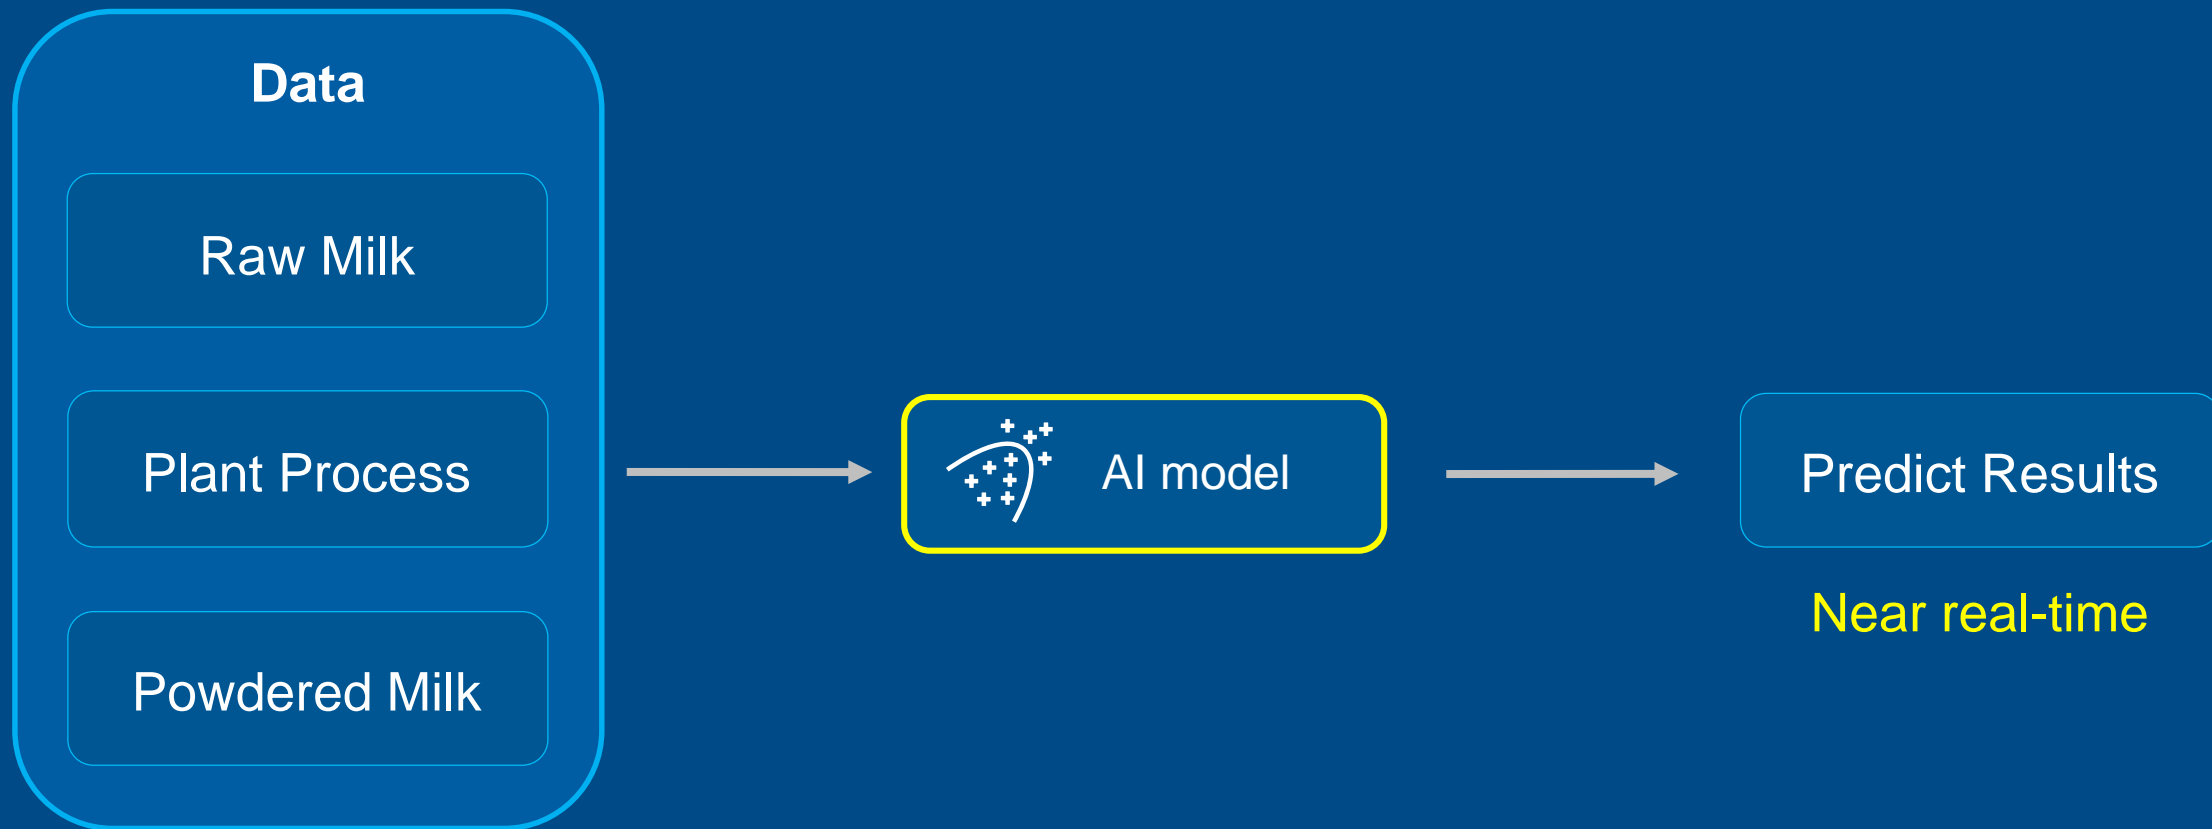 Data
Raw Milk
Plant Process
Powdered Milk
AI model
Predict Results
Near real-time